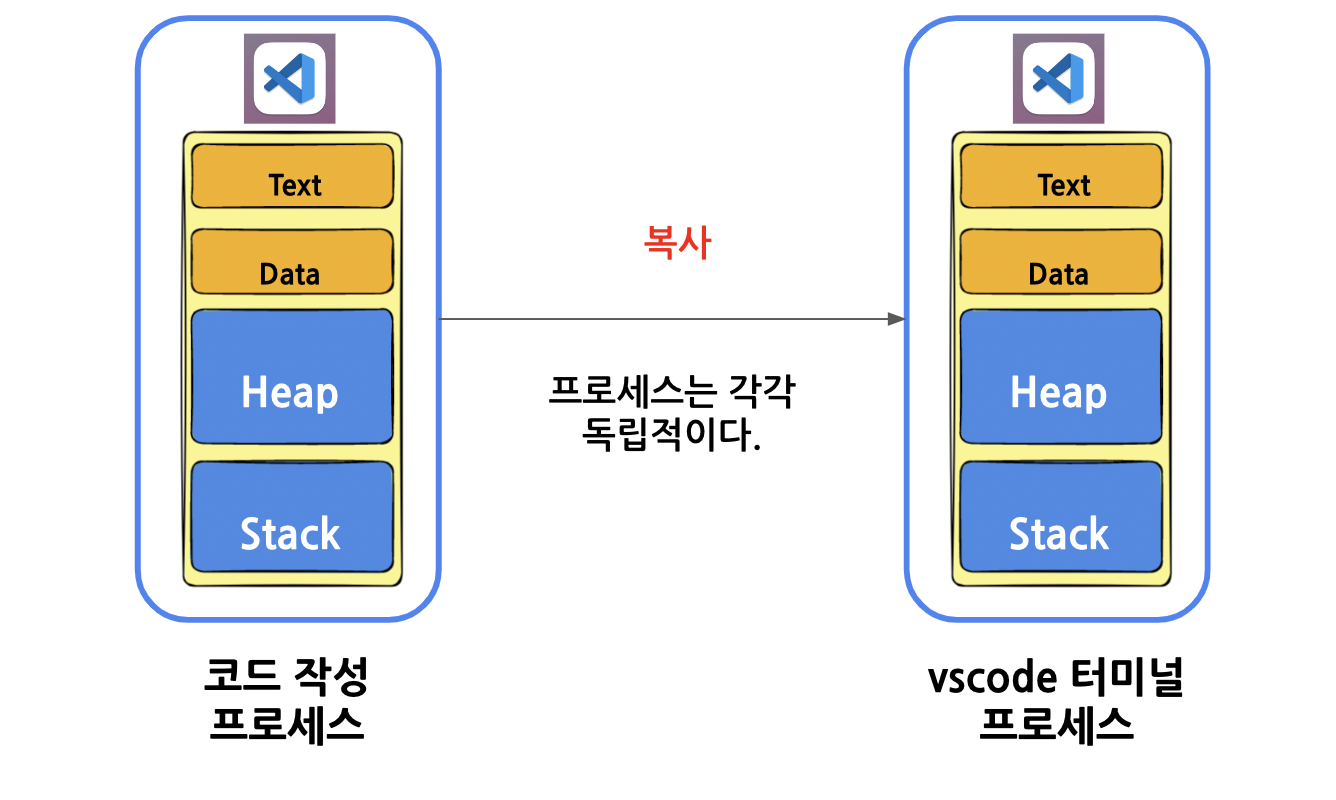 Text
Data
Heap
Stack
코드 작성
프로세스
복사
프로세스는 각각
독립적이다.
Text
Data
Heap
Stack
vscode 터미널
프로세스